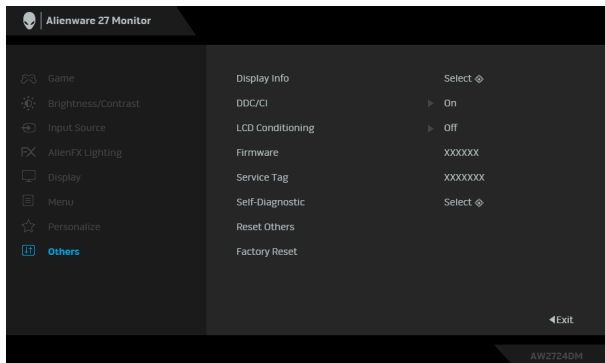 Alienware 27 Monitor
Game
Brightness/Contrast
Input Source
AlienFX Lighting
Display
Menu
Personalize
Others
Display Info Select
DDC/CI On
LCD Conditioning Off
Firmware XXXXXX
Service Tag XXXXXXX
Self-Diagnostic Select
Reset Others
Factory Reset
Exit
AW2724DM